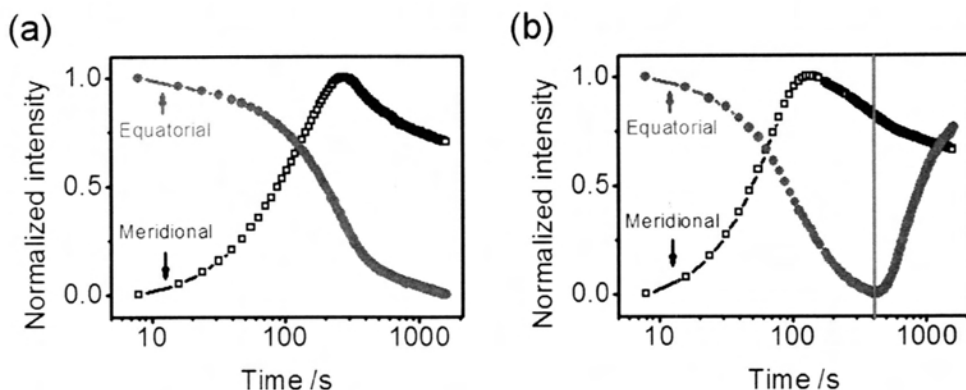 (a)
Normalized intensity
1.0
0.5
0.0
Equatorial
Meridional
10
100
1000
Time /s
(b)
Normalized intensity
1.0
0.5
0.0
Equatorial
Meridional
10
100
1000
Time /s